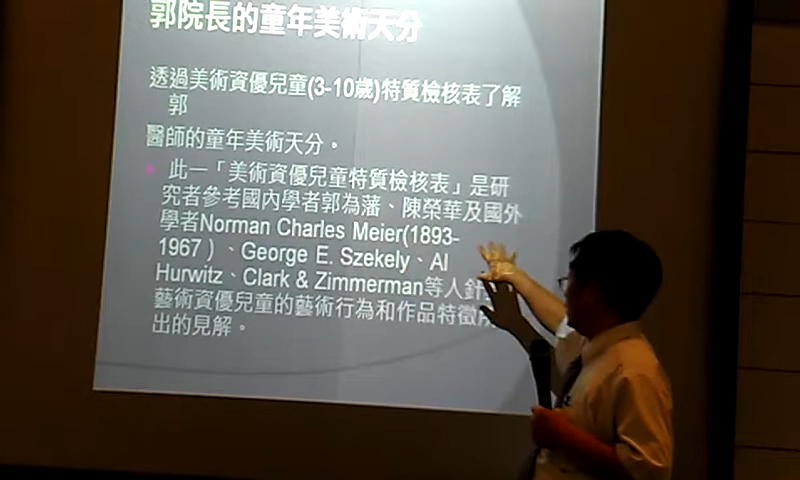 郭院長的童年美術天分
透過美術資優兒童(3-10歲)特質檢核表了解
郭
醫師的童年美術天分。
此一「美術資優兒童特質檢核表」是研
究者參考國內學者郭為藩、陳榮華及國外
學者Norman Charles Meier(1893-
1967）、George E. Szekely、Al
Hurwitz、Clark & Zimmerman等人針
藝術資優兒童的藝術行為和作品特徵
出的見解。